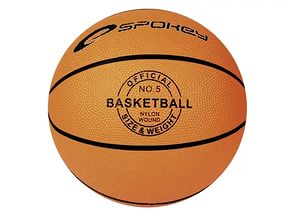 spokey
OFFICIAL
NO.5
BASKETBALL
NYLON
WOUND
SIZE & WEIGHT